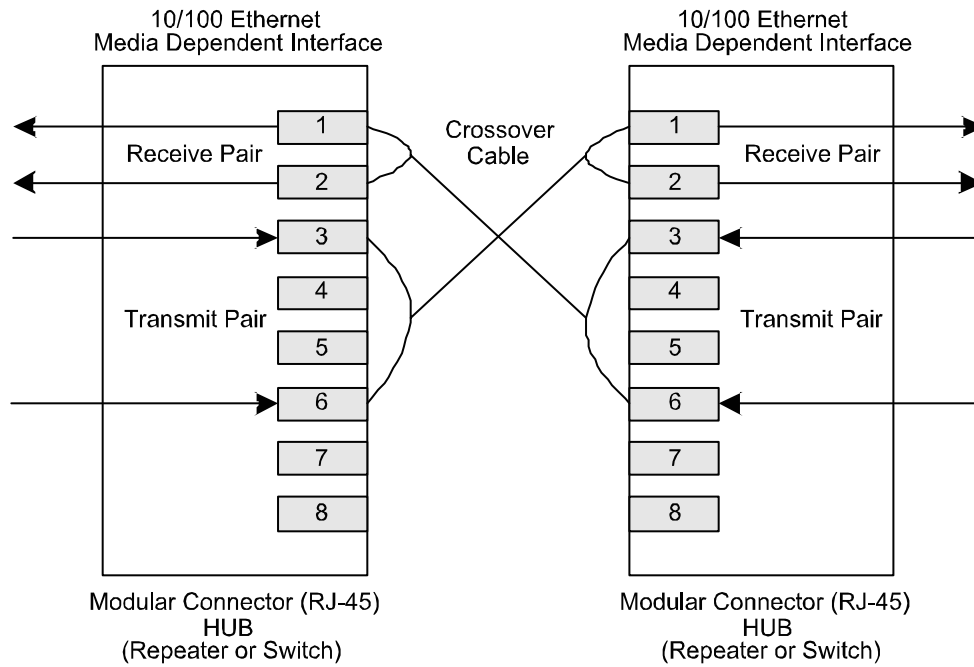 10/100 Ethernet
Media Dependent Interface
1
Receive Pair
2
3
4
Transmit Pair
5
6
7
8
Modular Connector (RJ-45)
HUB
(Repeater or Switch)
Crossover
Cable
10/100 Ethernet
Media Dependent Interface
1
Receive Pair
2
3
4
Transmit Pair
5
6
7
8
Modular Connector (RJ-45)
HUB
(Repeater or Switch)